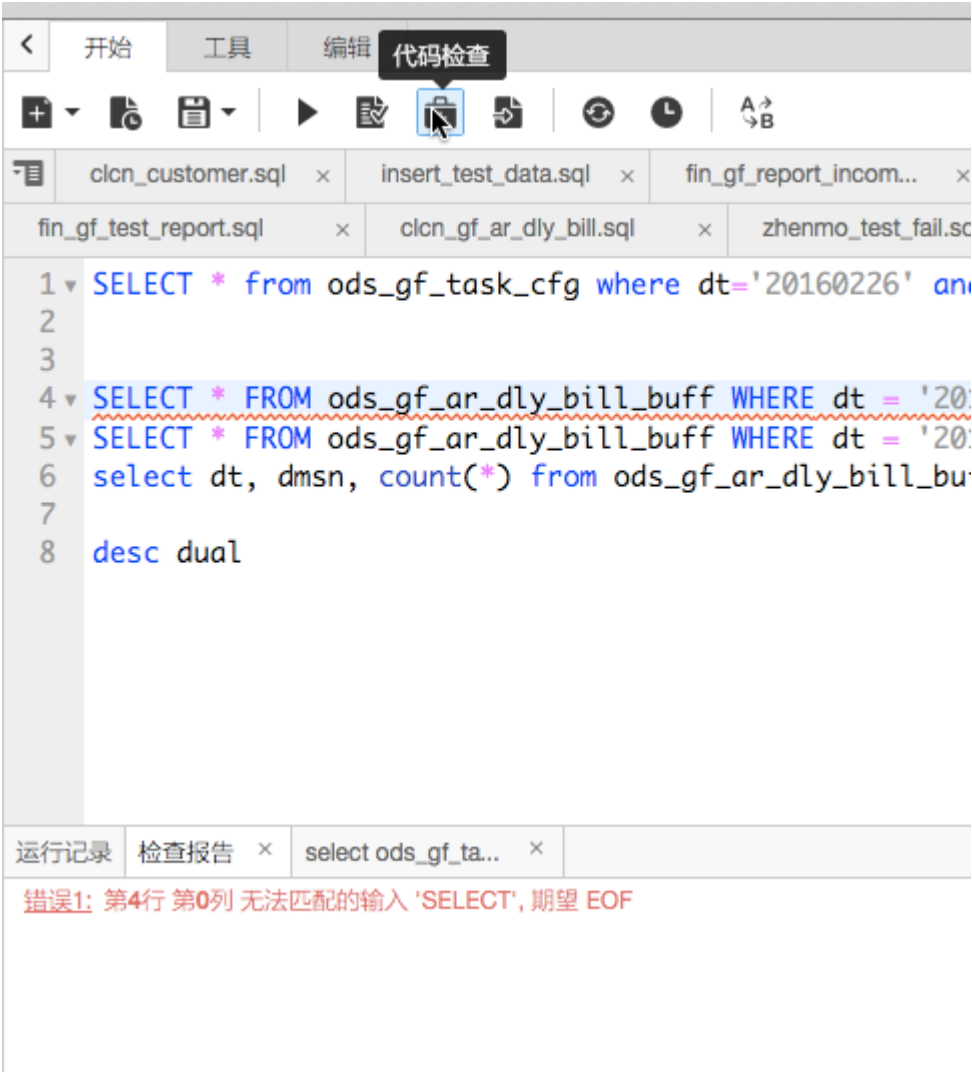 开始 工具 编辑 代码检查
clcn_customer.sql × insert_test_data.sql × fin_gf_report_incom... ×
fin_gf_test_report.sql × clcn_gf_ar_dly_bill.sql × zhenmo_test_fail.sc
1 SELECT * from ods_gf_task_cfg where dt='20160226' and
2
3
4 SELECT * FROM ods_gf_ar_dly_bill_buff WHERE dt = '201
5 SELECT * FROM ods_gf_ar_dly_bill_buff WHERE dt = '201
6 select dt, dmsn, count(*) from ods_gf_ar_dly_bill_buf
7
8 desc dual
运行记录 检查报告 × select ods_gf_ta... ×
错误1: 第4行 第0列 无法匹配的输入 'SELECT', 期望 EOF